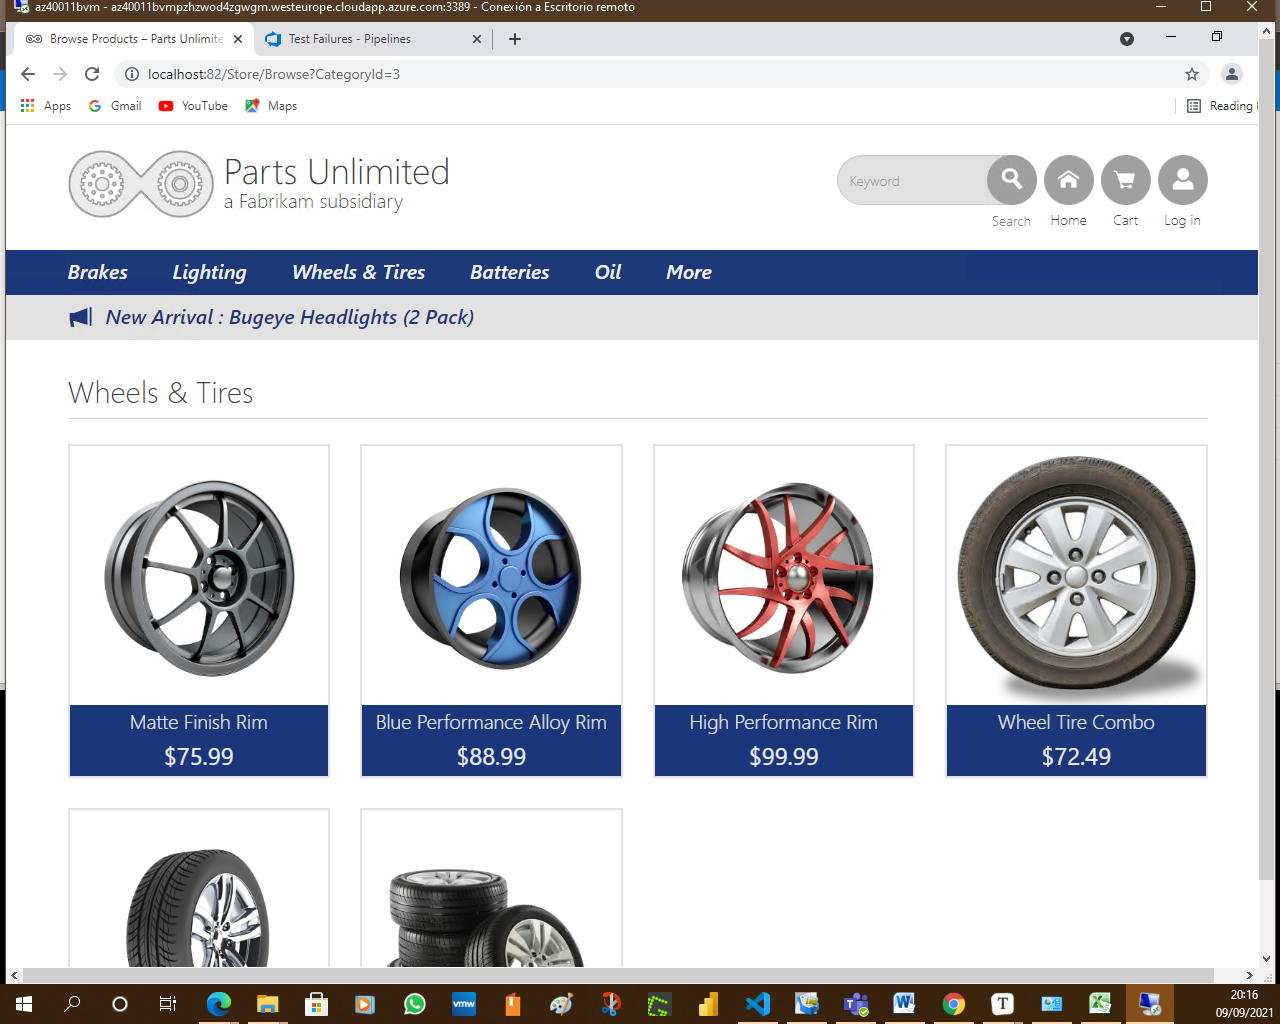 az40011bvm - az40011bvmpzhzwod4zgwgm.westeurope.cloudapp.azure.com:3389 - Conexión a Escritorio remoto
Browse Products – Parts Unlimite
Test Failures - Pipelines
localhost:82/Store/Browse?CategoryId=3
Apps
Gmail
YouTube
Maps
Reading
Parts Unlimited
a Fabrikam subsidiary
Keyword
Search
Home
Cart
Log in
Brakes
Lighting
Wheels & Tires
Batteries
Oil
More
New Arrival : Bugeye Headlights (2 Pack)
Wheels & Tires
Matte Finish Rim
$75.99
Blue Performance Alloy Rim
$88.99
High Performance Rim
$99.99
Wheel Tire Combo
$72.49
vmw
T
20:16
09/09/2021